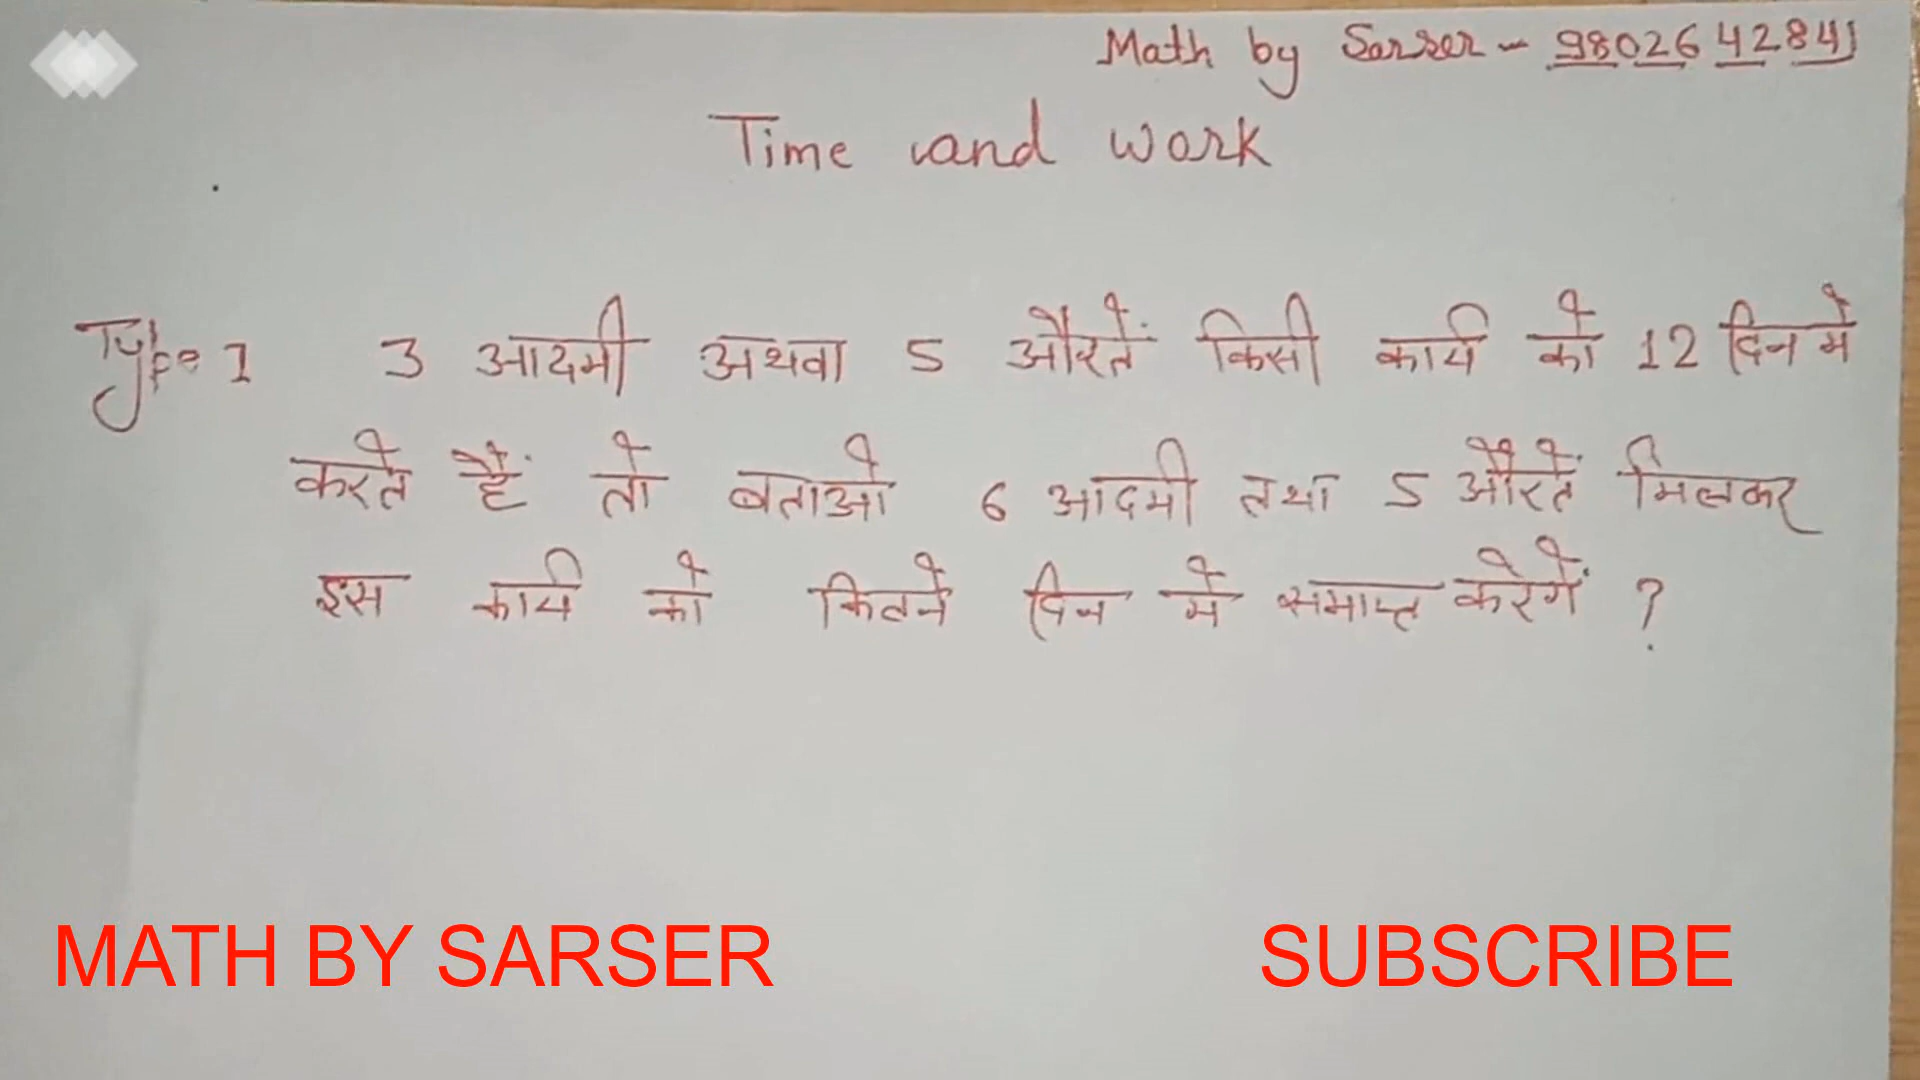 Math by Sarser - 9802642841
Time and work
Type 1 3 आदमी अथवा 5 औरतें किसी कार्य को 12 दिन मे
करते हैं तो बताओ 6 आदमी तथा 5 औरतें मिलकर
इस कार्य को कितने दिन मे समाप्त करेगें ?
MATH BY SARSER SUBSCRIBE